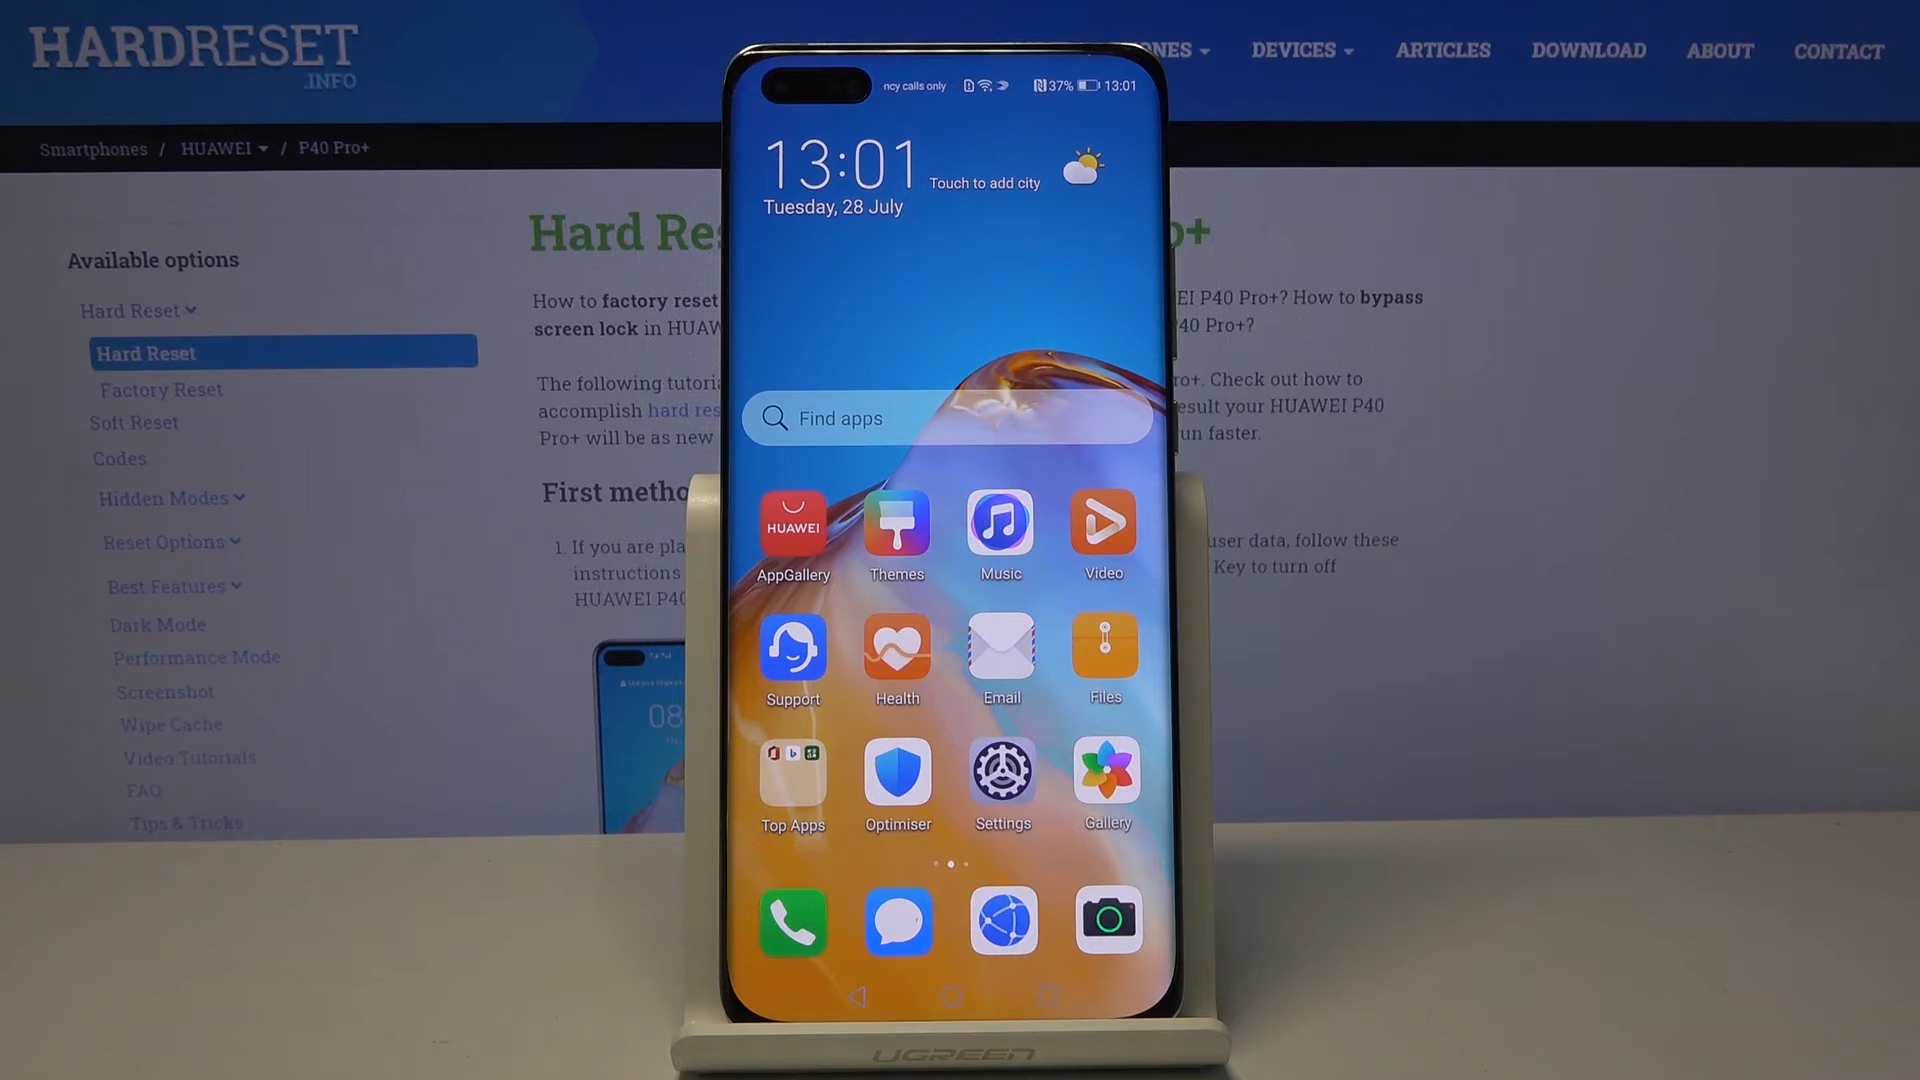 HARDRESET
.INFO
ONES
DEVICES
ARTICLES
DOWNLOAD
ABOUT
CONTACT
Smartphones / HUAWEI / P40 Pro+
Available options
Hard Reset
Hard Reset
Factory Reset
Soft Reset
Codes
Hidden Modes
Reset Options
Best Features
Dark Mode
Performance Mode
Screenshot
Wipe Cache
Video Tutorials
FAQ
Tips & Tricks
Hard Res
o+
How to factory reset
EI P40 Pro+? How to bypass
screen lock in HUAW
P40 Pro+?
The following tutoria
ro+. Check out how to
accomplish hard res
esult your HUAWEI P40
Pro+ will be as new
un faster.
First metho
1. If you are pla
user data, follow these
instructions
Key to turn off
HUAWEI P40
08
ncy calls only
37%
13:01
13:01
Touch to add city
Tuesday, 28 July
Find apps
HUAWEI
AppGallery
Themes
Music
Video
Support
Health
Email
Files
Top Apps
Optimiser
Settings
Gallery
UGREEN